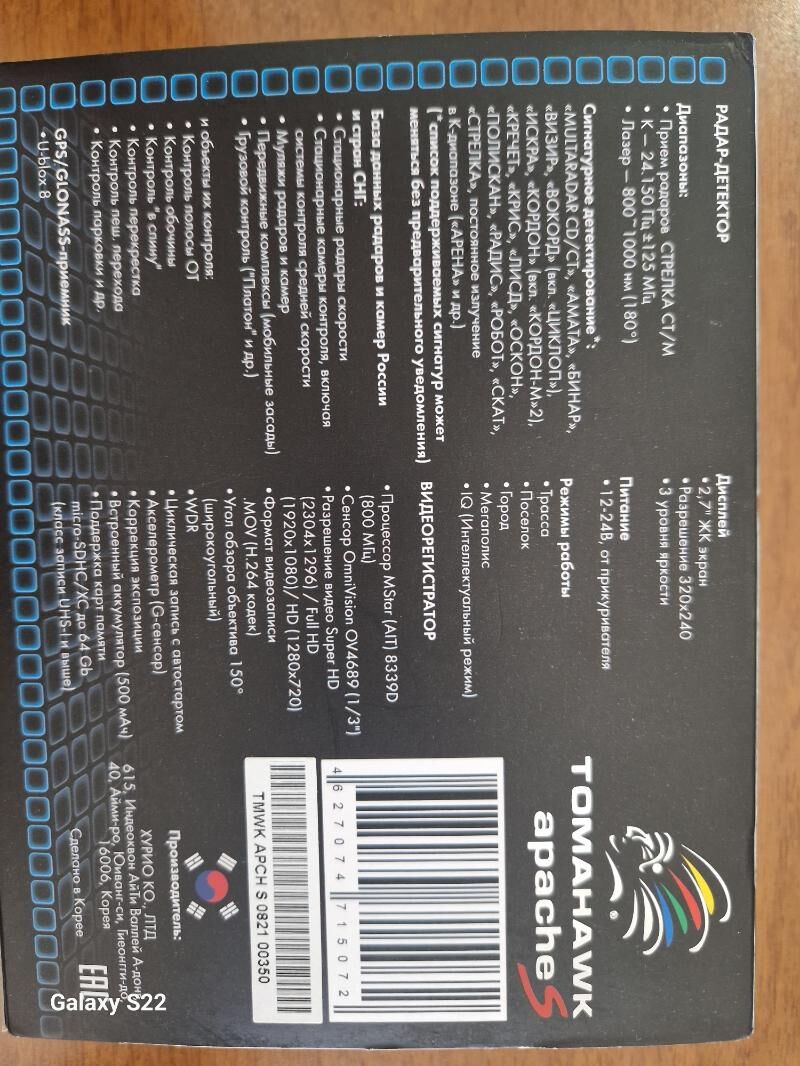 РАДАР-ДЕТЕКТОР
Диапазоны:
• Прием радаров СТРЕЛКА СТ/М
• К – 24.150 ГГц ±125 МГц
• Лазер – 800~1000 нм (180°)
Сигнатурное детектирование*:
«MULTARADAR CD/CT», «АМАТА», «БИНАР»,
«ВИЗИР», «ВОКОРД» (вкл. «ЦИКЛОП»),
«ИСКРА», «КОРДОН» (вкл. «КОРДОН-М»2),
«КРЕЧЕТ», «КРИС», «ЛИСД», «ОСКОН»,
«ПОЛИСКАН», «РАДИС», «РОБОТ», «СКАТ»,
«СТРЕЛКА», постоянное излучение
в К-диапазоне («АРЕНА» и др.)
(*список поддерживаемых сигнатур может
меняться без предварительного уведомления)
База данных радаров и камер России
и стран СНГ:
• Стационарные радары скорости
• Стационарные камеры контроля, включая
системы контроля средней скорости
• Муляжи радаров и камер
• Передвижные комплексы (мобильные засады)
• Грузовой контроль ("Платон" и др.)
и объекты их контроля:
• Контроль полосы ОТ
• Контроль обочины
• Контроль "в спину"
• Контроль перекрестка
• Контроль пеш. перехода
• Контроль парковки и др.
GPS/GLONASS-приемник
• U-blox 8
Дисплей
• 2,7" ЖК экран
• Разрешение 320x240
• 3 уровня яркости
Питание
• 12-24В, от прикуривателя
Режимы работы
• Трасса
• Поселок
• Город
• Мегаполис
• IQ (Интеллектуальный режим)
ВИДЕОРЕГИСТРАТОР
• Процессор MStar (АІТ) 8339D
(800 МГц)
• Сенсор OmniVision OV4689 (1/3")
• Разрешение видео Super HD
(2304x1296)/ Full HD
(1920x1080)/ HD (1280x720)
• Формат видеозаписи
.MOV (H.264 кодек)
• Угол обзора объектива 150°
(широкоугольный)
• WDR
• Циклическая запись с автостартом
• Акселерометр (G-сенсор)
• Коррекция экспозиции
• Встроенный аккумулятор (500 мАч)
• Поддержка карт памяти
micro-SDHC/XC до 64 Gb
(класс записи UHS-I и выше)
TOMAHAWK
apache S
4 627074 715072
TMWK APCH S 0821 00350
Производитель:
ХУРИО КО., ЛТД
615, Индеоквон АйТи Валлей А-дон,
40, Айми-ро, Юиванг-си, Гиеонгги-до,
16006, Корея
Сделано в Корее
EAC
Galaxy S22